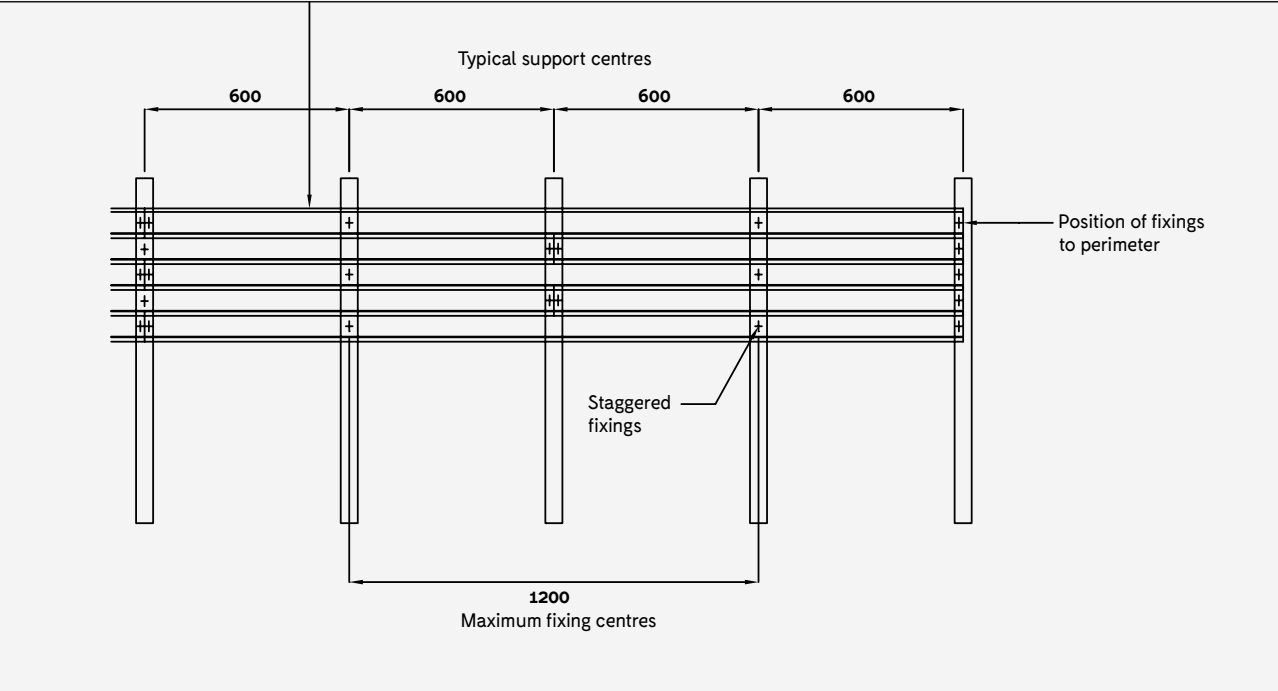 Typical support centres
600
600
600
600
Position of fixings
to perimeter
Staggered
fixings
1200
Maximum fixing centres